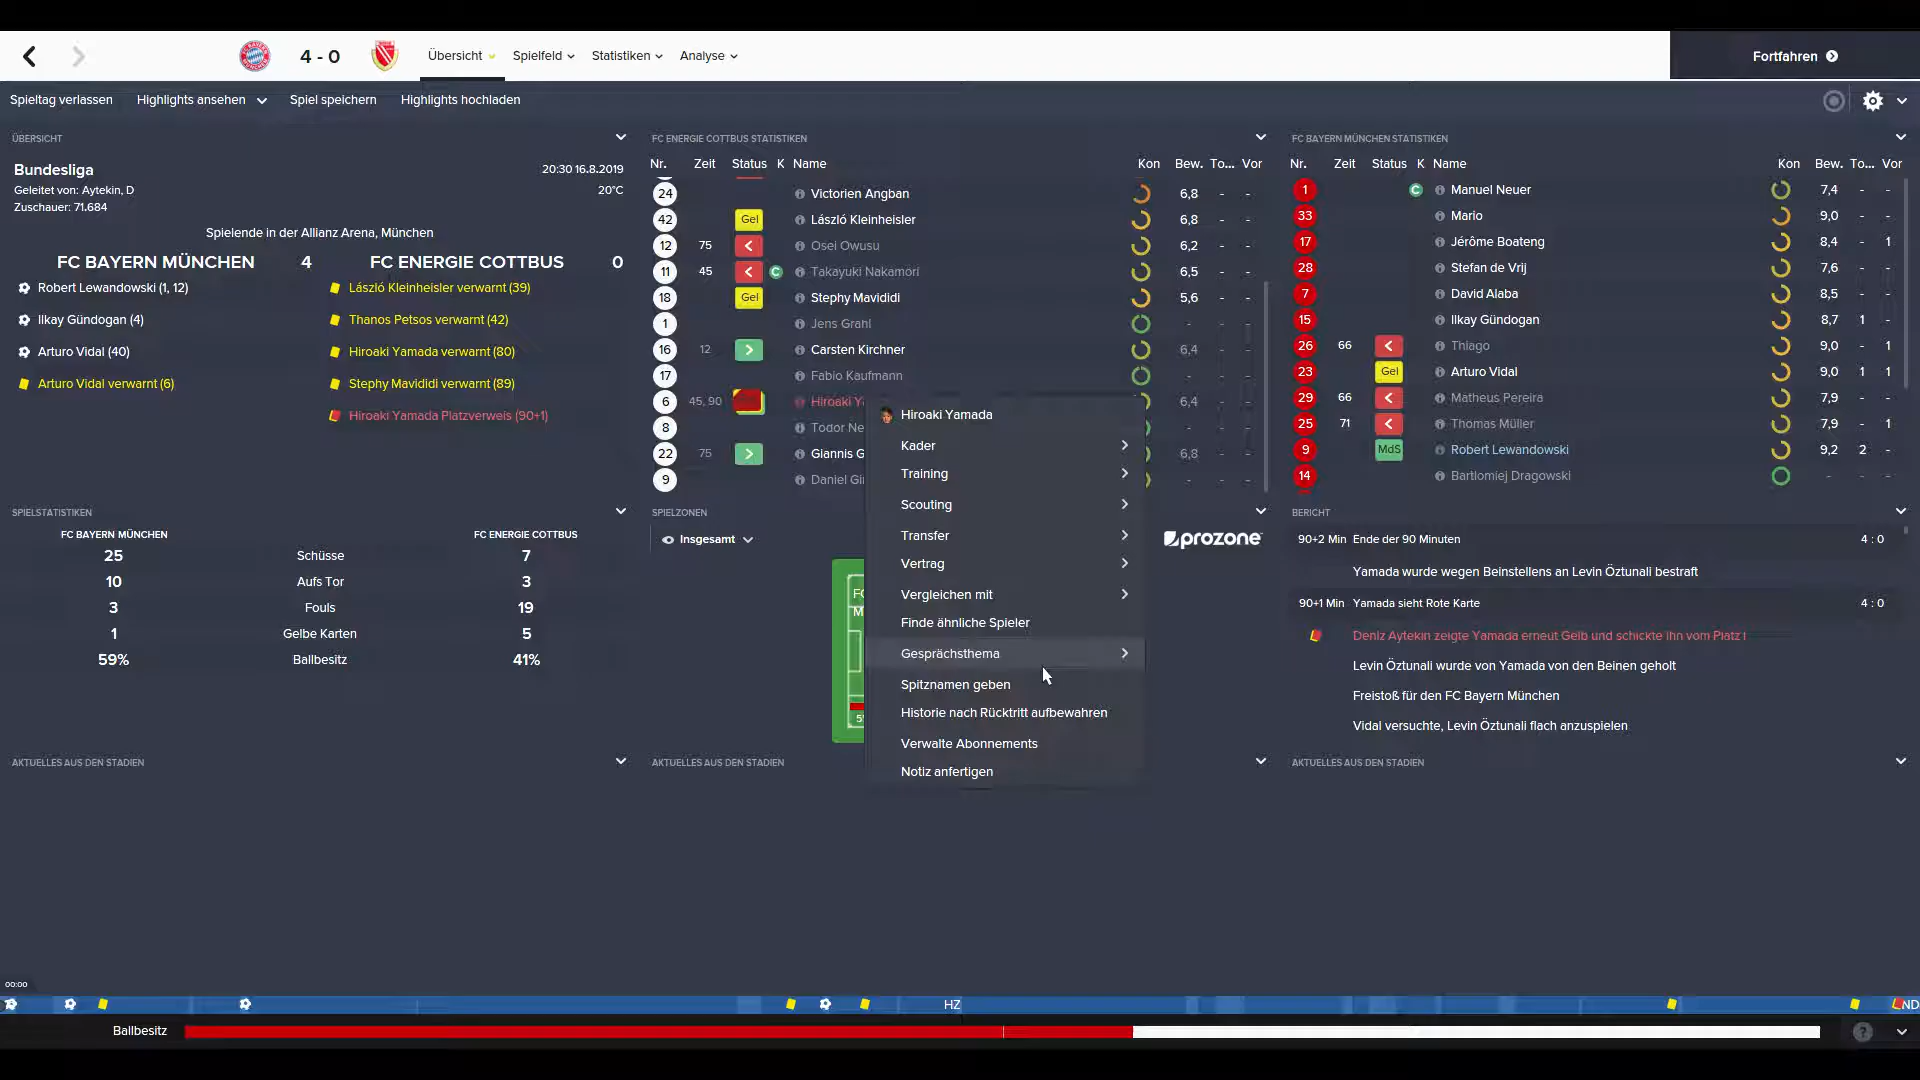 4 - 0
Übersicht
Spielfeld
Statistiken
Analyse
Fortfahren
Spieltag verlassen
Highlights ansehen
Spiel speichern
Highlights hochladen
ÜBERSICHT
Bundesliga
20:30 16.8.2019
Geleitet von: Aytekin, D
20°C
Zuschauer: 71.684
Spielende in der Allianz Arena, München
FC BAYERN MÜNCHEN 4 FC ENERGIE COTTBUS 0
Robert Lewandowski (1, 12)
László Kleinheisler verwarnt (39)
Ilkay Gündogan (4)
Thanos Petsos verwarnt (42)
Arturo Vidal (40)
Hiroaki Yamada verwarnt (80)
Arturo Vidal verwarnt (6)
Stephy Mavididi verwarnt (89)
Hiroaki Yamada Platzverweis (90+1)
FC ENERGIE COTTBUS STATISTIKEN
Nr. Zeit Status K Name Kon Bew. To... Vor
24 Victorien Angban 6,8 - -
42 Gel László Kleinheisler 6,8 - -
12 75 Osei Owusu 6,2 - -
11 45 C Takayuki Nakamori 6,5 - -
18 Gel Stephy Mavididi 5,6 - -
1 Jens Grahl - - -
16 12 Carsten Kirchner 6,4 - -
17 Fabio Kaufmann - - -
6 45, 90 Hiroaki Y 6,4 - -
8 Todor Ne - - -
22 75 Giannis G 6,8 - -
9 Daniel Gi - - -
Hiroaki Yamada
Kader
Training
Scouting
Transfer
Vertrag
Vergleichen mit
Finde ähnliche Spieler
Gesprächsthema
Spitznamen geben
Historie nach Rücktritt aufbewahren
Verwalte Abonnements
Notiz anfertigen
FC BAYERN MÜNCHEN STATISTIKEN
Nr. Zeit Status K Name Kon Bew. To... Vor
1 C Manuel Neuer 7,4 - -
33 Mario 9,0 - -
17 Jérôme Boateng 8,4 - 1
28 Stefan de Vrij 7,6 - -
7 David Alaba 8,5 - -
15 Ilkay Gündogan 8,7 1 -
26 66 Thiago 9,0 - 1
23 Gel Arturo Vidal 9,0 1 1
29 66 Matheus Pereira 7,9 - -
25 71 Thomas Müller 7,9 - 1
9 MdS Robert Lewandowski 9,2 2 -
14 Bartlomiej Dragowski - - -
SPIELSTATISTIKEN
FC BAYERN MÜNCHEN FC ENERGIE COTTBUS
25 Schüsse 7
10 Aufs Tor 3
3 Fouls 19
1 Gelbe Karten 5
59% Ballbesitz 41%
SPIELZONEN
Insgesamt
prozone
FC
M
5
BERICHT
90+2 Min Ende der 90 Minuten 4 : 0
Yamada wurde wegen Beinstellens an Levin Öztunali bestraft
90+1 Min Yamada sieht Rote Karte 4 : 0
Deniz Aytekin zeigte Yamada erneut Gelb und schickte ihn vom Platz !
Levin Öztunali wurde von Yamada von den Beinen geholt
Freistoß für den FC Bayern München
Vidal versuchte, Levin Öztunali flach anzuspielen
AKTUELLES AUS DEN STADIEN
AKTUELLES AUS DEN STADIEN
AKTUELLES AUS DEN STADIEN
00:00
HZ
ND
Ballbesitz
?